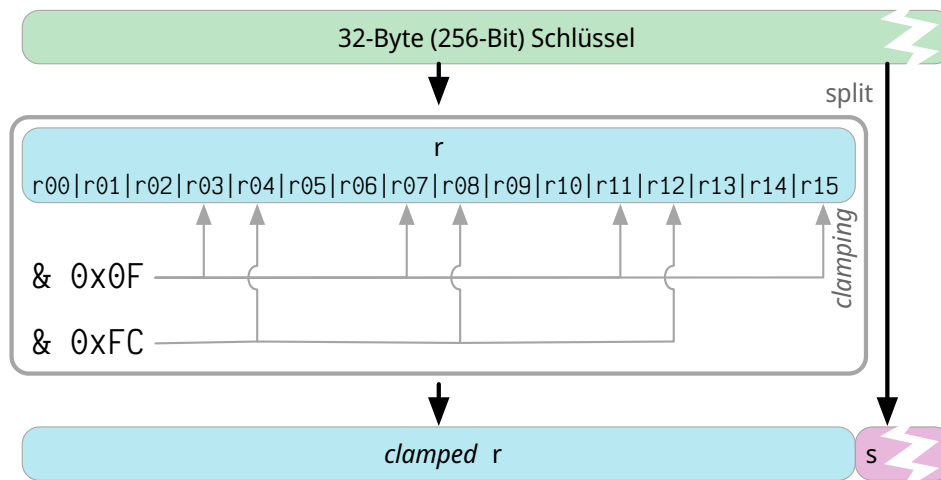 32-Byte (256-Bit) Schlüssel
split
r
r00|r01|r02|r03|r04|r05|r06|r07|r08|r09|r10|r11|r12|r13|r14|r15
clamping
& 0x0F
& 0xFC
clamped r
s